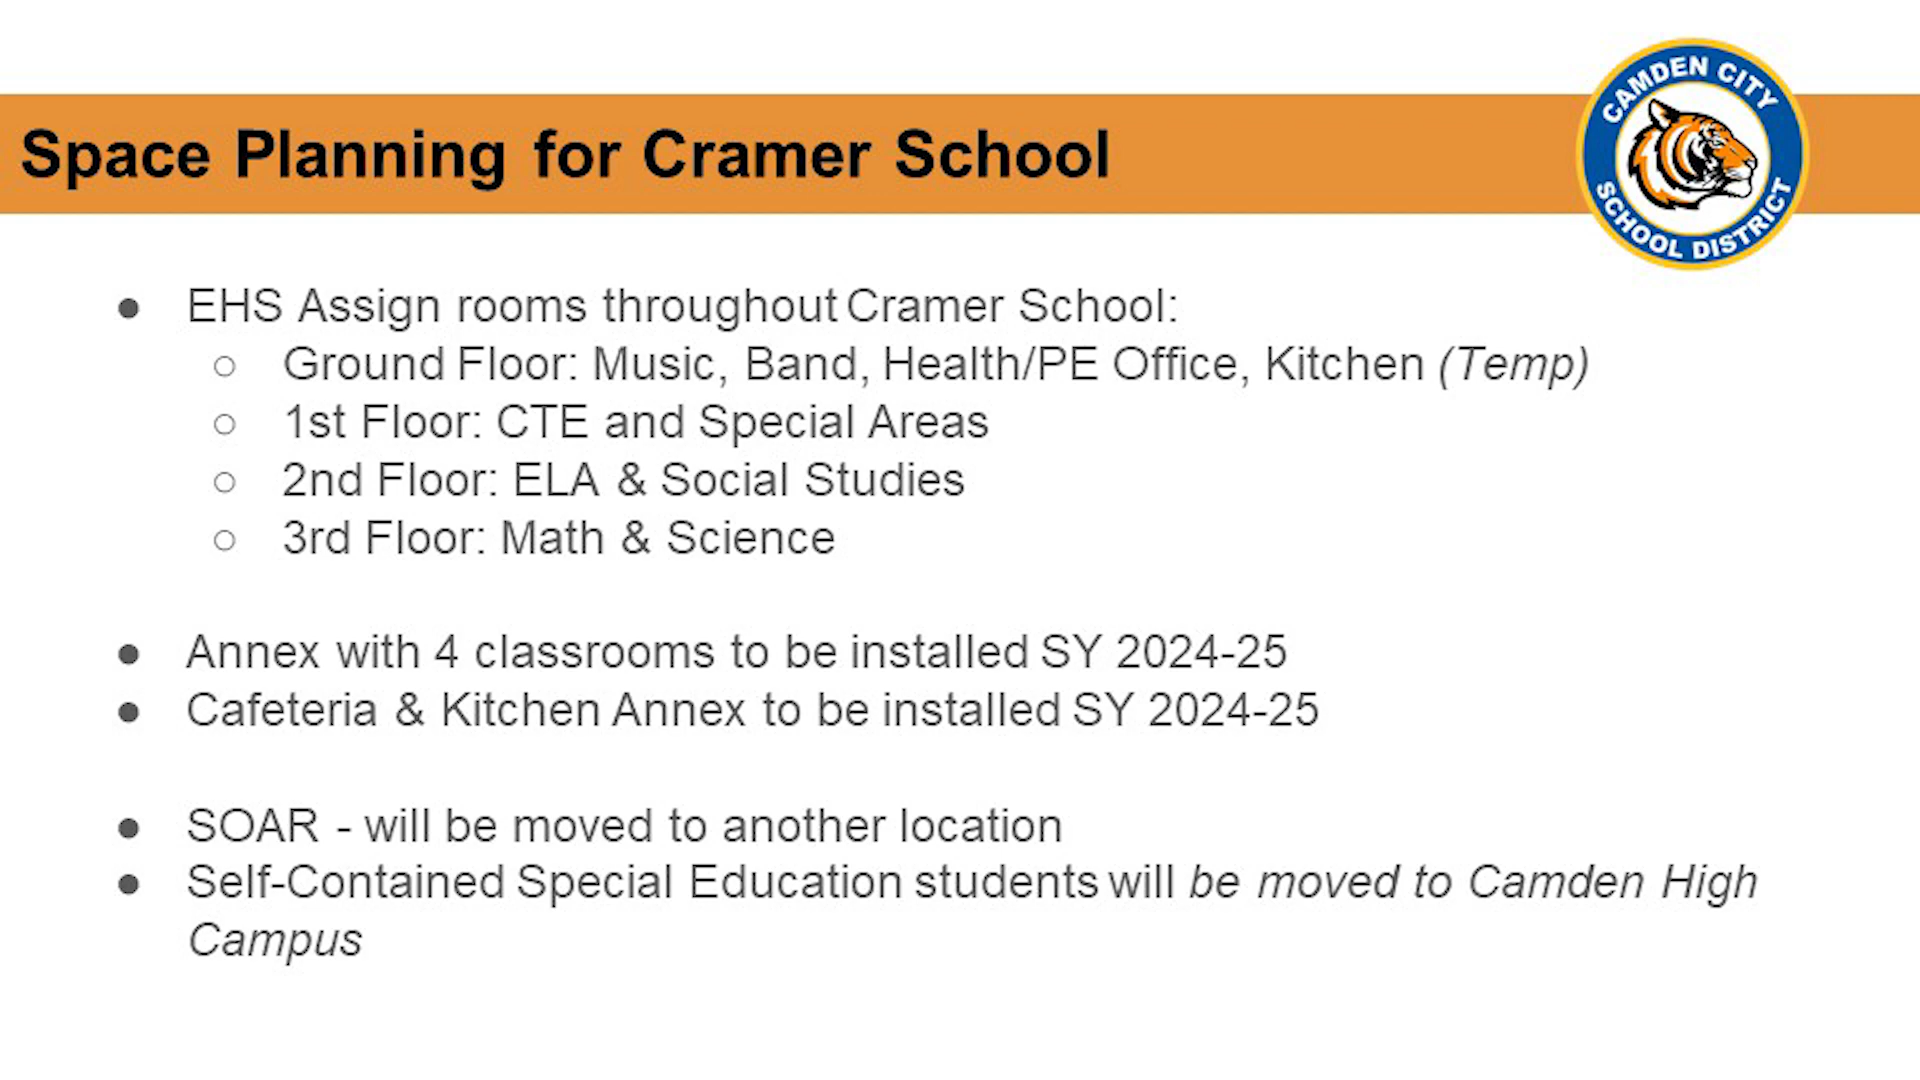 CAMDEN CITY
SCHOOL DISTRICT
Space Planning for Cramer School
● EHS Assign rooms throughout Cramer School:
○ Ground Floor: Music, Band, Health/PE Office, Kitchen (Temp)
○ 1st Floor: CTE and Special Areas
○ 2nd Floor: ELA & Social Studies
○ 3rd Floor: Math & Science
● Annex with 4 classrooms to be installed SY 2024-25
● Cafeteria & Kitchen Annex to be installed SY 2024-25
● SOAR - will be moved to another location
● Self-Contained Special Education students will be moved to Camden High
Campus